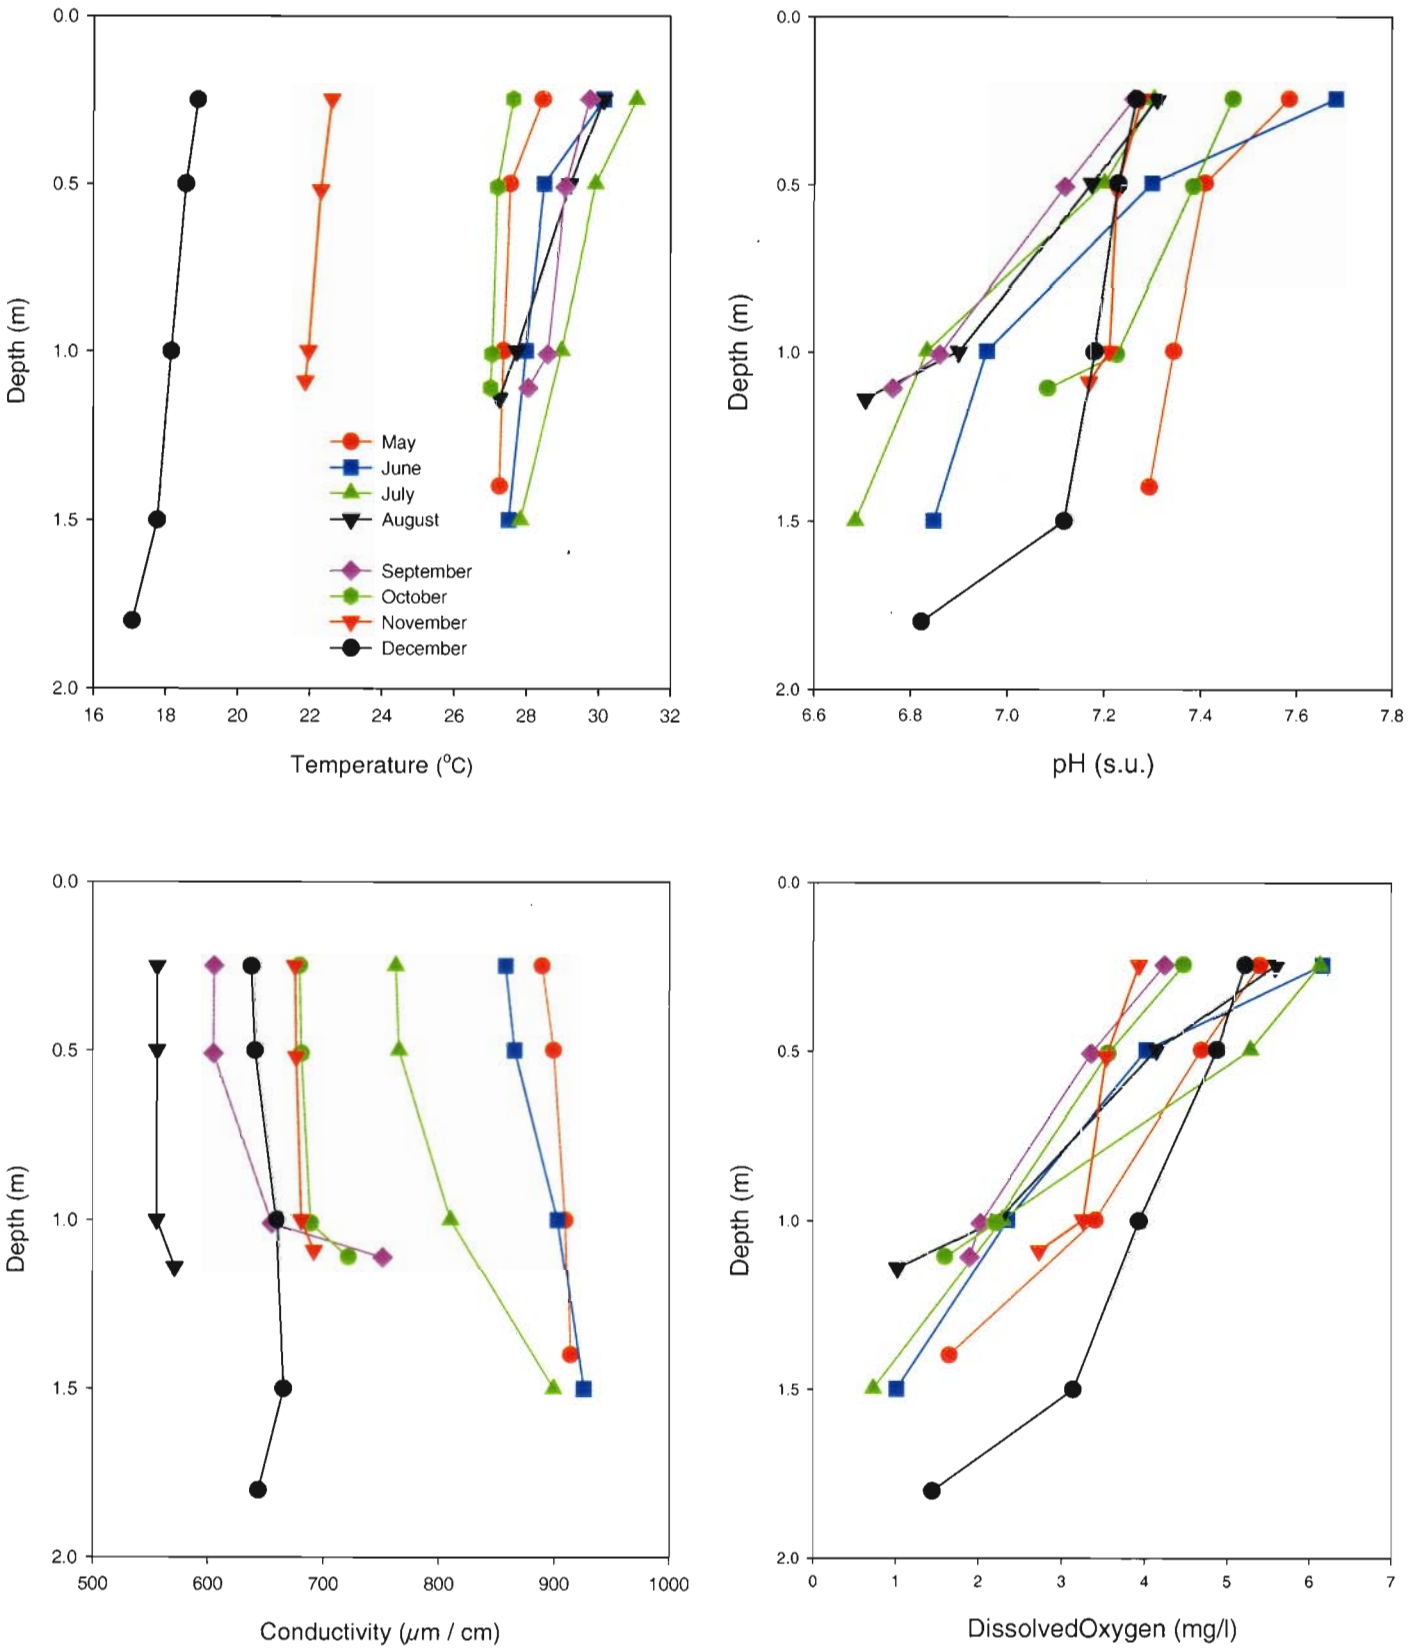 0.0
0.5
1.0
1.5
2.0
Depth (m)
16 18 20 22 24 26 28 30 32
Temperature (°C)
May
June
July
August
September
October
November
December
0.0
0.5
1.0
1.5
2.0
Depth (m)
6.6 6.8 7.0 7.2 7.4 7.6 7.8
pH (s.u.)
0.0
0.5
1.0
1.5
2.0
Depth (m)
500 600 700 800 900 1000
Conductivity (µm / cm)
0.0
0.5
1.0
1.5
2.0
Depth (m)
0 1 2 3 4 5 6 7
DissolvedOxygen (mg/l)